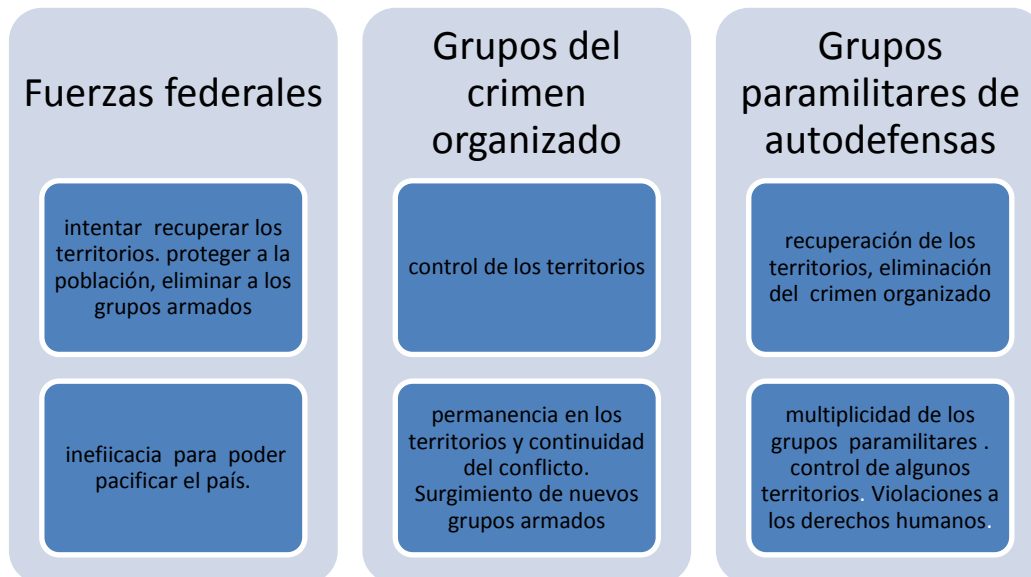 Fuerzas federales
intentar recuperar los
territorios. proteger a la
población, eliminar a los
grupos armados
inefiicacia para poder
pacificar el país.
Grupos del
crimen
organizado
control de los territorios
permanencia en los
territorios y continuidad
del conflicto.
Surgimiento de nuevos
grupos armados
Grupos
paramilitares de
autodefensas
recuperación de los
territorios, eliminación
del crimen organizado
multiplicidad de los
grupos paramilitares .
control de algunos
territorios. Violaciones a
los derechos humanos.